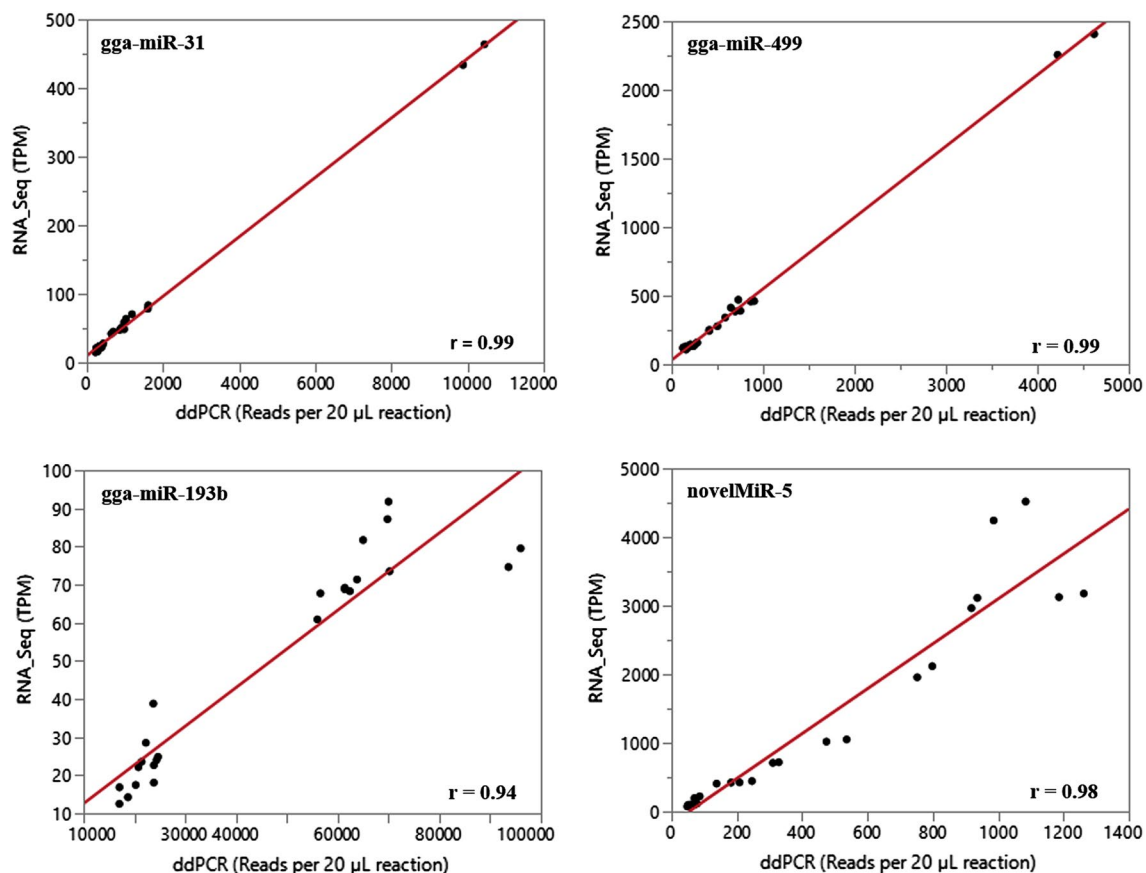 gga-miR-31
500
400
300
200
100
0
RNA_Seq (TPM)
r = 0.99
0 2000 4000 6000 8000 10000 12000
ddPCR (Reads per 20 µL reaction)
gga-miR-499
2500
2000
1500
1000
500
0
RNA_Seq (TPM)
r = 0.99
0 1000 2000 3000 4000 5000
ddPCR (Reads per 20 µL reaction)
gga-miR-193b
100
90
80
70
60
50
40
30
20
10
RNA_Seq (TPM)
r = 0.94
10000 30000 60000 80000 100000
ddPCR (Reads per 20 µL reaction)
novelMiR-5
5000
4000
3000
2000
1000
0
RNA_Seq (TPM)
r = 0.98
0 200 400 600 800 1000 1200 1400
ddPCR (Reads per 20 µL reaction)